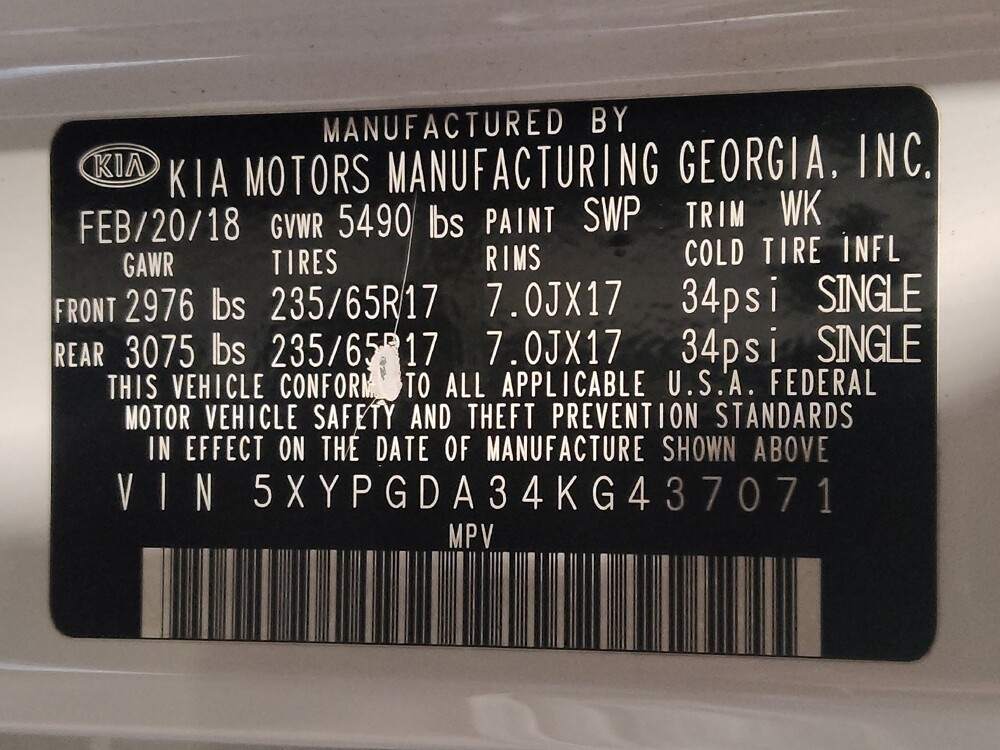 MANUFACTURED BY
KIA KIA MOTORS MANUFACTURING GEORGIA, INC.
FEB/20/18 GVWR 5490 lbs PAINT SWP TRIM WK
GAWR TIRES RIMS COLD TIRE INFL
FRONT 2976 lbs 235/65R17 7.0JX17 34psi SINGLE
REAR 3075 lbs 235/65R17 7.0JX17 34psi SINGLE
THIS VEHICLE CONFORM TO ALL APPLICABLE U.S.A. FEDERAL
MOTOR VEHICLE SAFETY AND THEFT PREVENTION STANDARDS
IN EFFECT ON THE DATE OF MANUFACTURE SHOWN ABOVE
VIN 5XYPGDA34KG437071
MPV